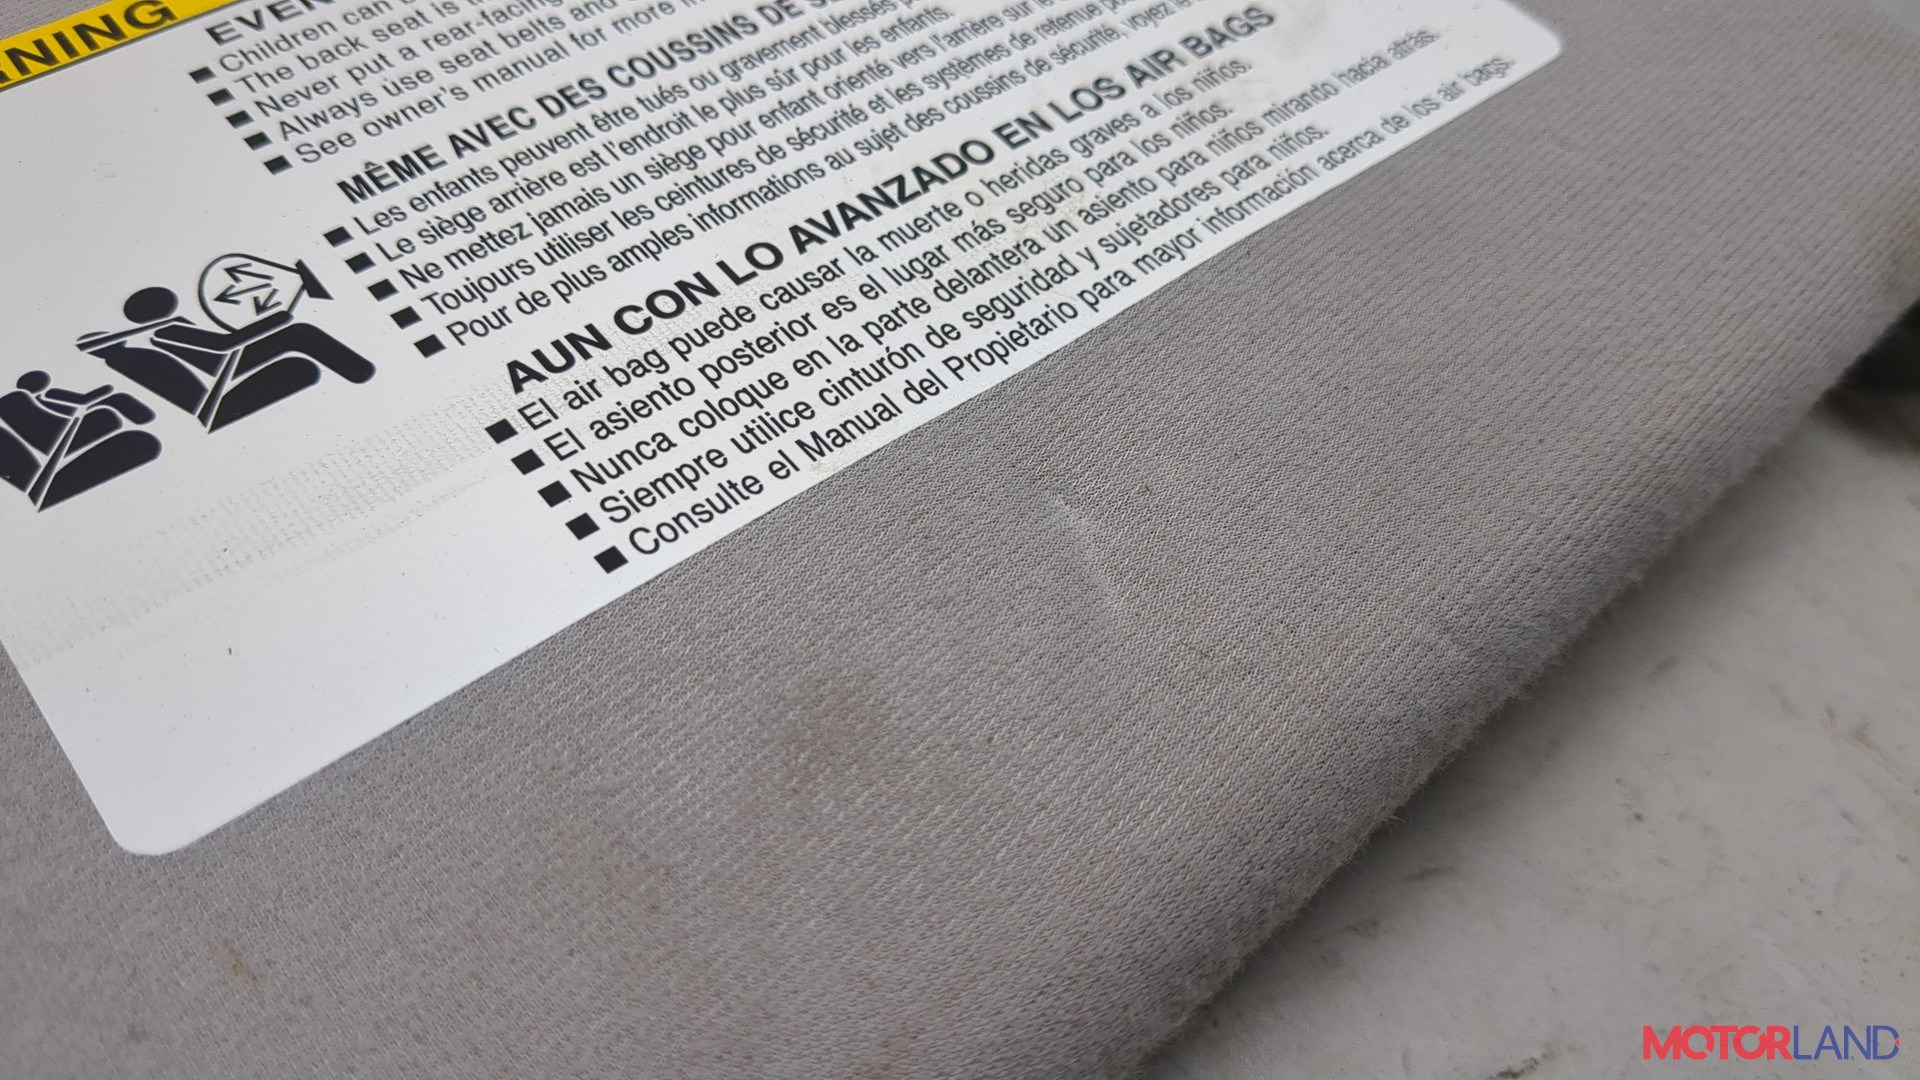 WARNING
EVEN
■ Children can b
■ The back seat is
■ Never put a rear-facing
■ Always use seat belts and
■ See owner's manual for more in
MÊME AVEC DES COUSSINS DE
■ Les enfants peuvent être tués ou gravement blessés
■ Le siège arrière est l'endroit le plus sûr pour les enfants.
■ Ne mettez jamais un siège pour enfant orienté vers l'arrière sur le
■ Toujours utiliser les ceintures de sécurité et les systèmes de retenue
■ Pour de plus amples informations au sujet des coussins de sécurité, voyez le
AUN CON LO AVANZADO EN LOS AIR BAGS
■ El air bag puede causar la muerte o heridas graves a los niños.
■ El asiento posterior es el lugar más seguro para los niños.
■ Nunca coloque en la parte delantera un asiento para niños mirando hacia atrás.
■ Siempre utilice cinturón de seguridad y sujetadores para niños.
■ Consulte el Manual del Propietario para mayor información acerca de los air bags.
MOTORLAND